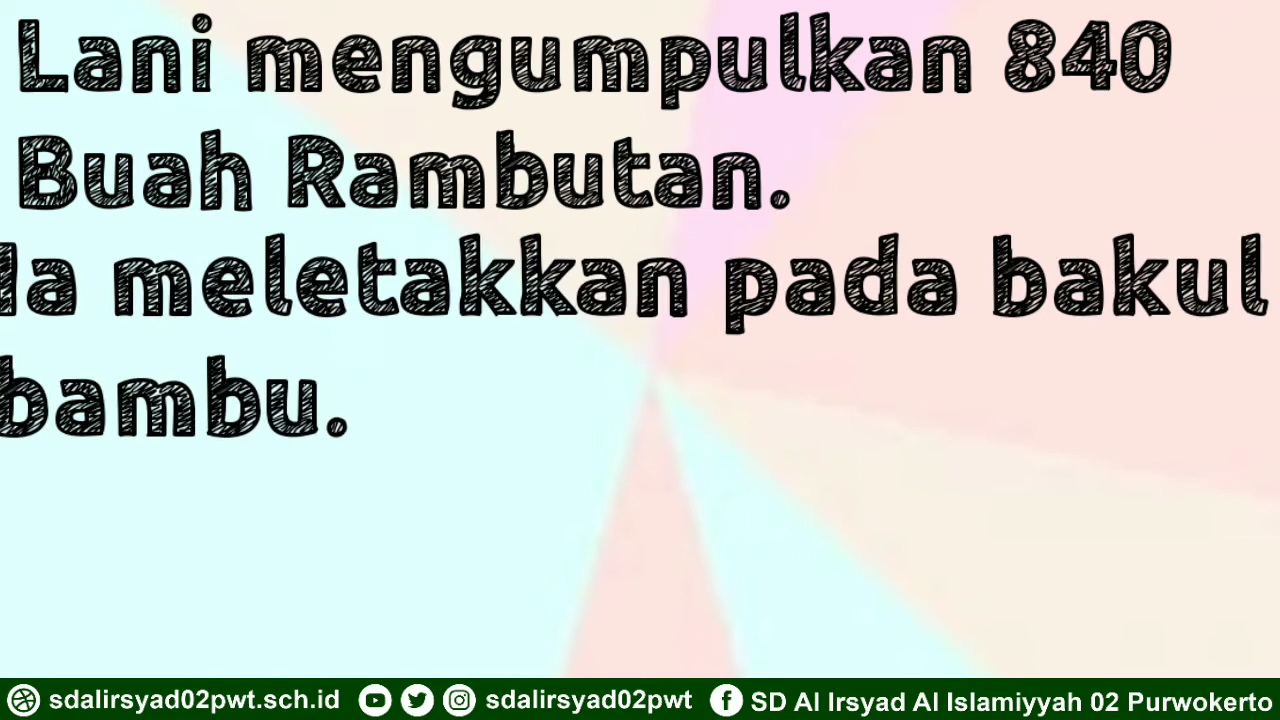 Lani mengumpulkan 840
Buah Rambutan.
Ia meletakkan pada bakul
bambu.
sdalirsyad02pwt.sch.id sdalirsyad02pwt SD Al Irsyad Al Islamiyyah 02 Purwokerto